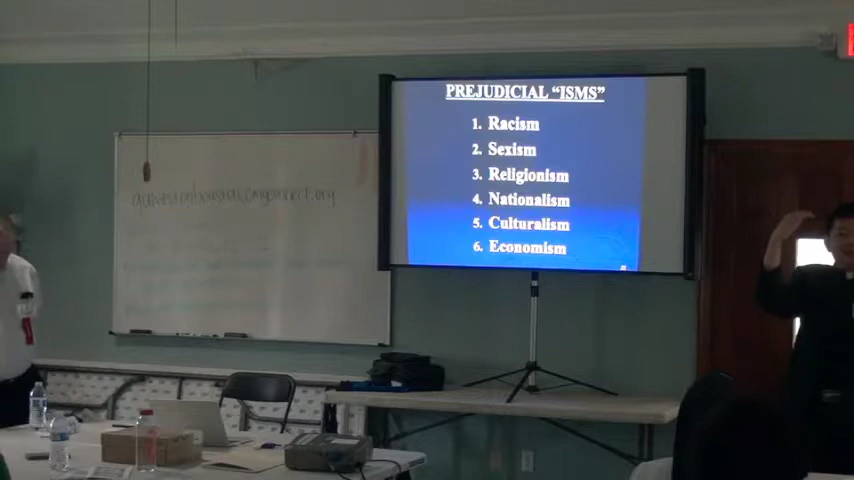 PREJUDICIAL “ISMS”
1. Racism
2. Sexism
3. Religionism
4. Nationalism
5. Culturalism
6. Economism